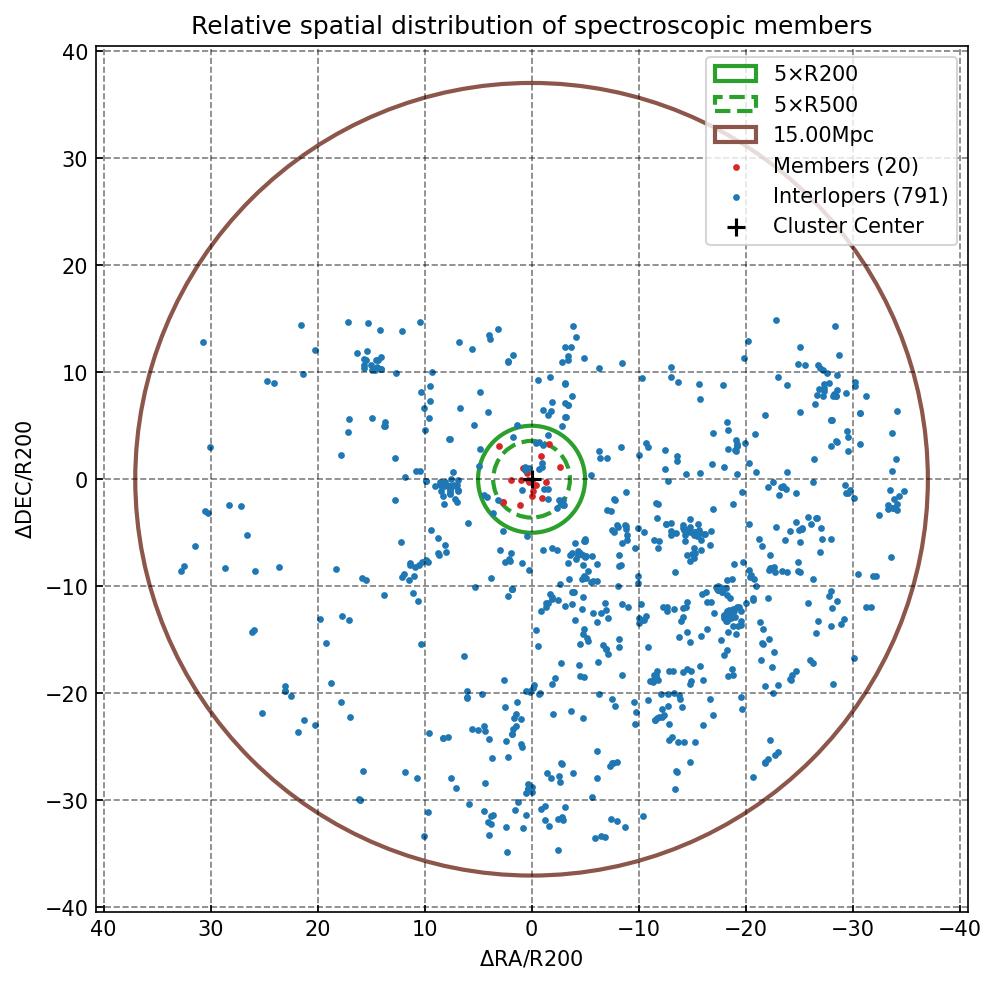 Relative spatial distribution of spectroscopic members
5×R200
5×R500
15.00Mpc
Members (20)
Interlopers (791)
Cluster Center
40
30
20
10
0
−10
−20
−30
−40
ΔDEC/R200
40
30
20
10
0
−10
−20
−30
−40
ΔRA/R200